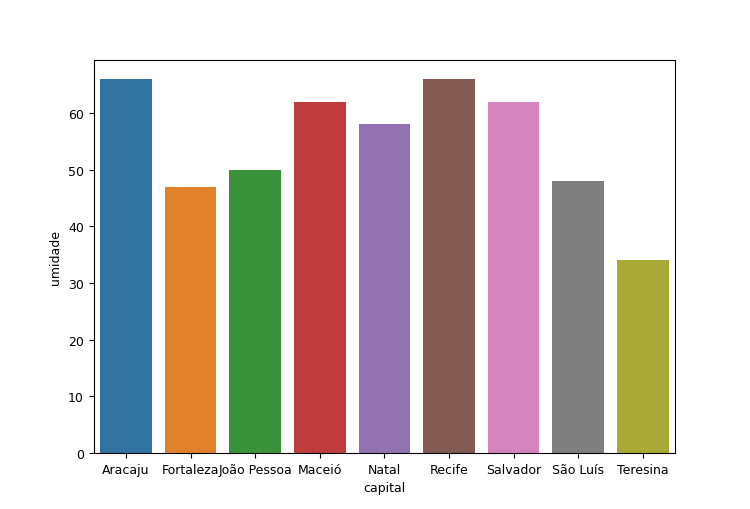 umidade
60
50
40
30
20
10
0
Aracaju Fortaleza João Pessoa Maceió Natal Recife Salvador São Luís Teresina
capital